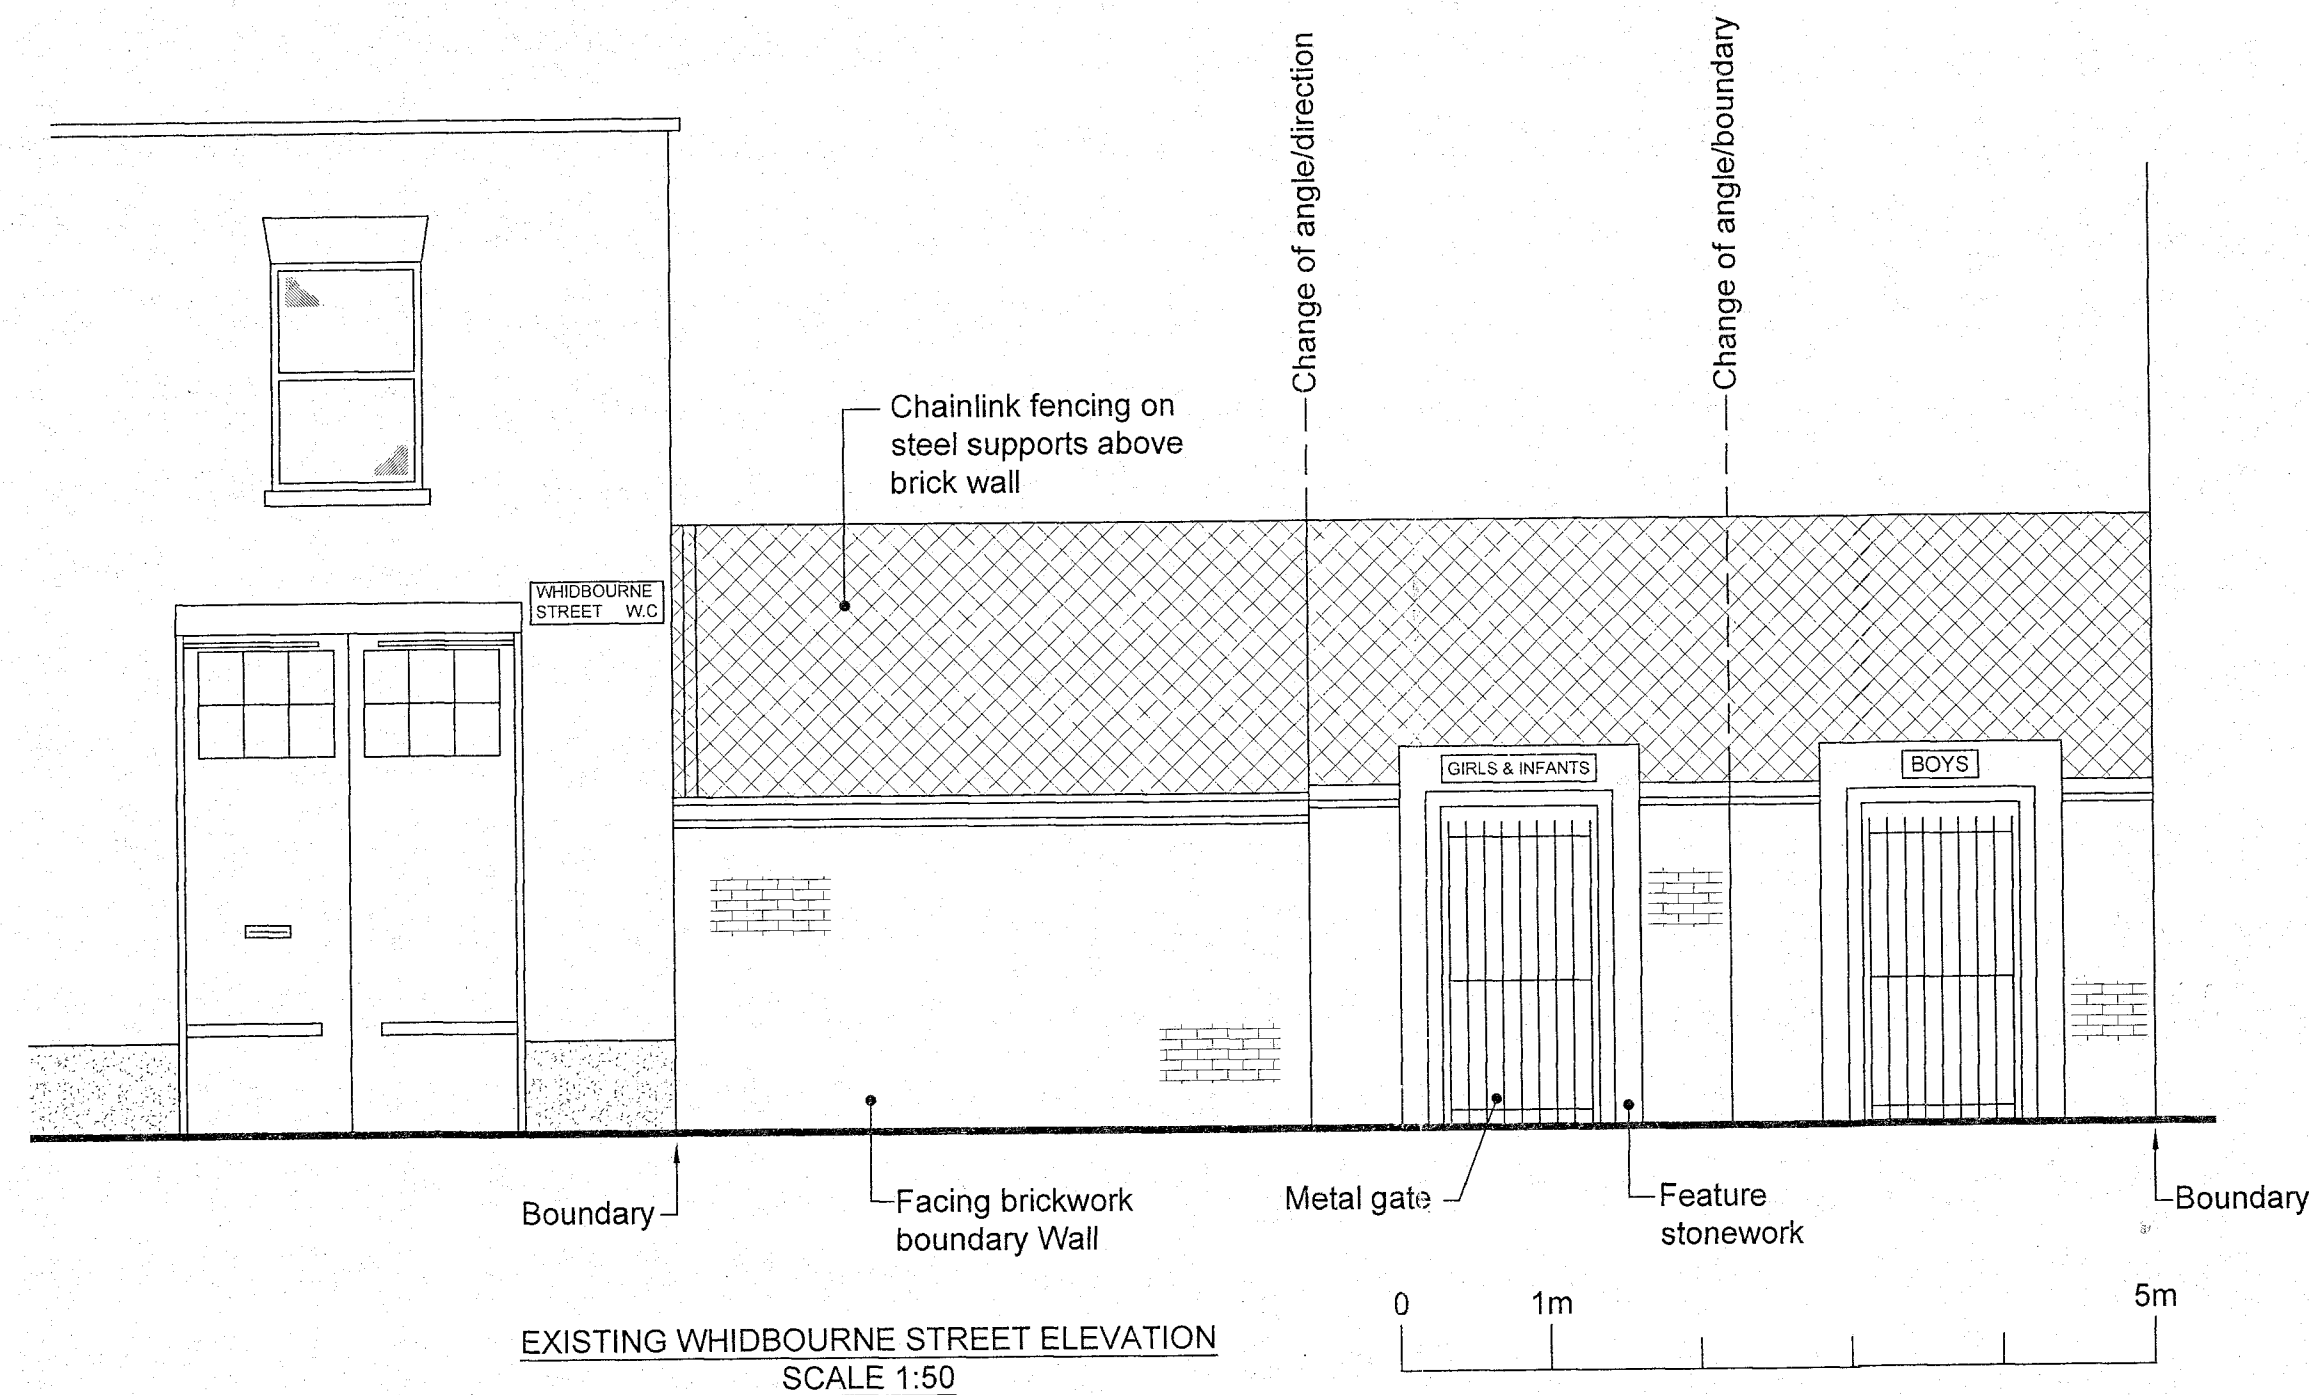 Change of angle/direction
Change of angle/boundary
Chainlink fencing on
steel supports above
brick wall
WHIDBOURNE
STREET W.C
GIRLS & INFANTS
BOYS
Boundary
Facing brickwork
boundary Wall
Metal gate
Feature
stonework
Boundary
0 1m 5m
EXISTING WHIDBOURNE STREET ELEVATION
SCALE 1:50